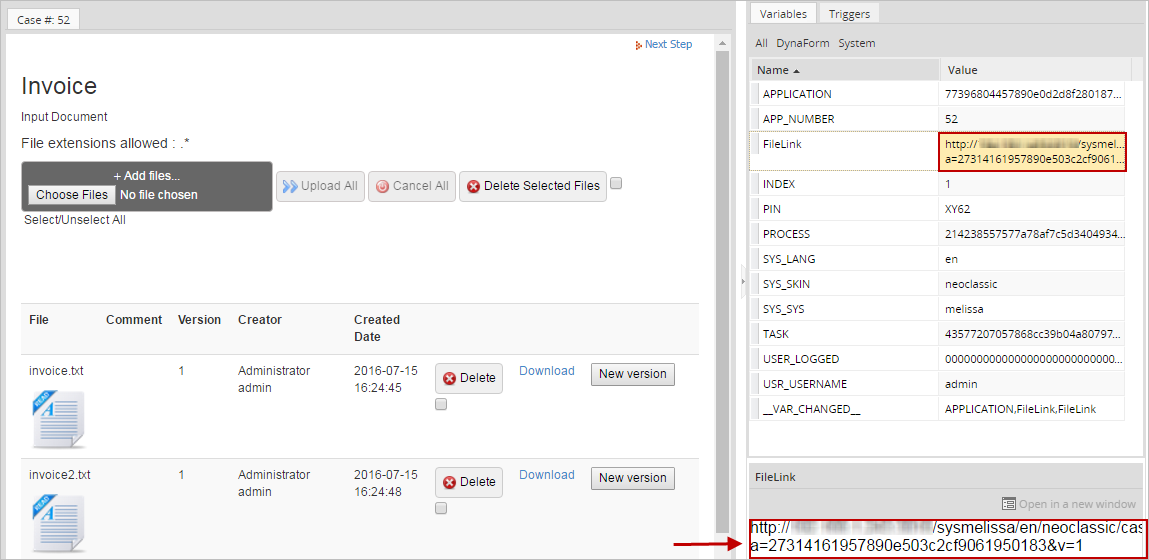 Case #: 52
Next Step
Invoice
Input Document
File extensions allowed : .*
+ Add files...
Choose Files No file chosen
Upload All
Cancel All
Delete Selected Files
Select/Unselect All
File Comment Version Creator Created Date
invoice.txt 1 Administrator admin 2016-07-15 16:24:45 Delete Download New version
READ
invoice2.txt 1 Administrator admin 2016-07-15 16:24:48 Delete Download New version
READ
Variables Triggers
All DynaForm System
Name Value
APPLICATION 77396804457890e0d2d8f280187...
APP_NUMBER 52
FileLink http:// /sysmel...
a=27314161957890e503c2cf9061...
INDEX 1
PIN XY62
PROCESS 214238557577a78af7c5d3404934...
SYS_LANG en
SYS_SKIN neoclassic
SYS_SYS melissa
TASK 43577207057868cc39b04a80797...
USER_LOGGED 00000000000000000000000000...
USR_USERNAME admin
__VAR_CHANGED__ APPLICATION,FileLink,FileLink
FileLink
Open in a new window
http:// /sysmelissa/en/neoclassic/cas
a=27314161957890e503c2cf9061950183&v=1